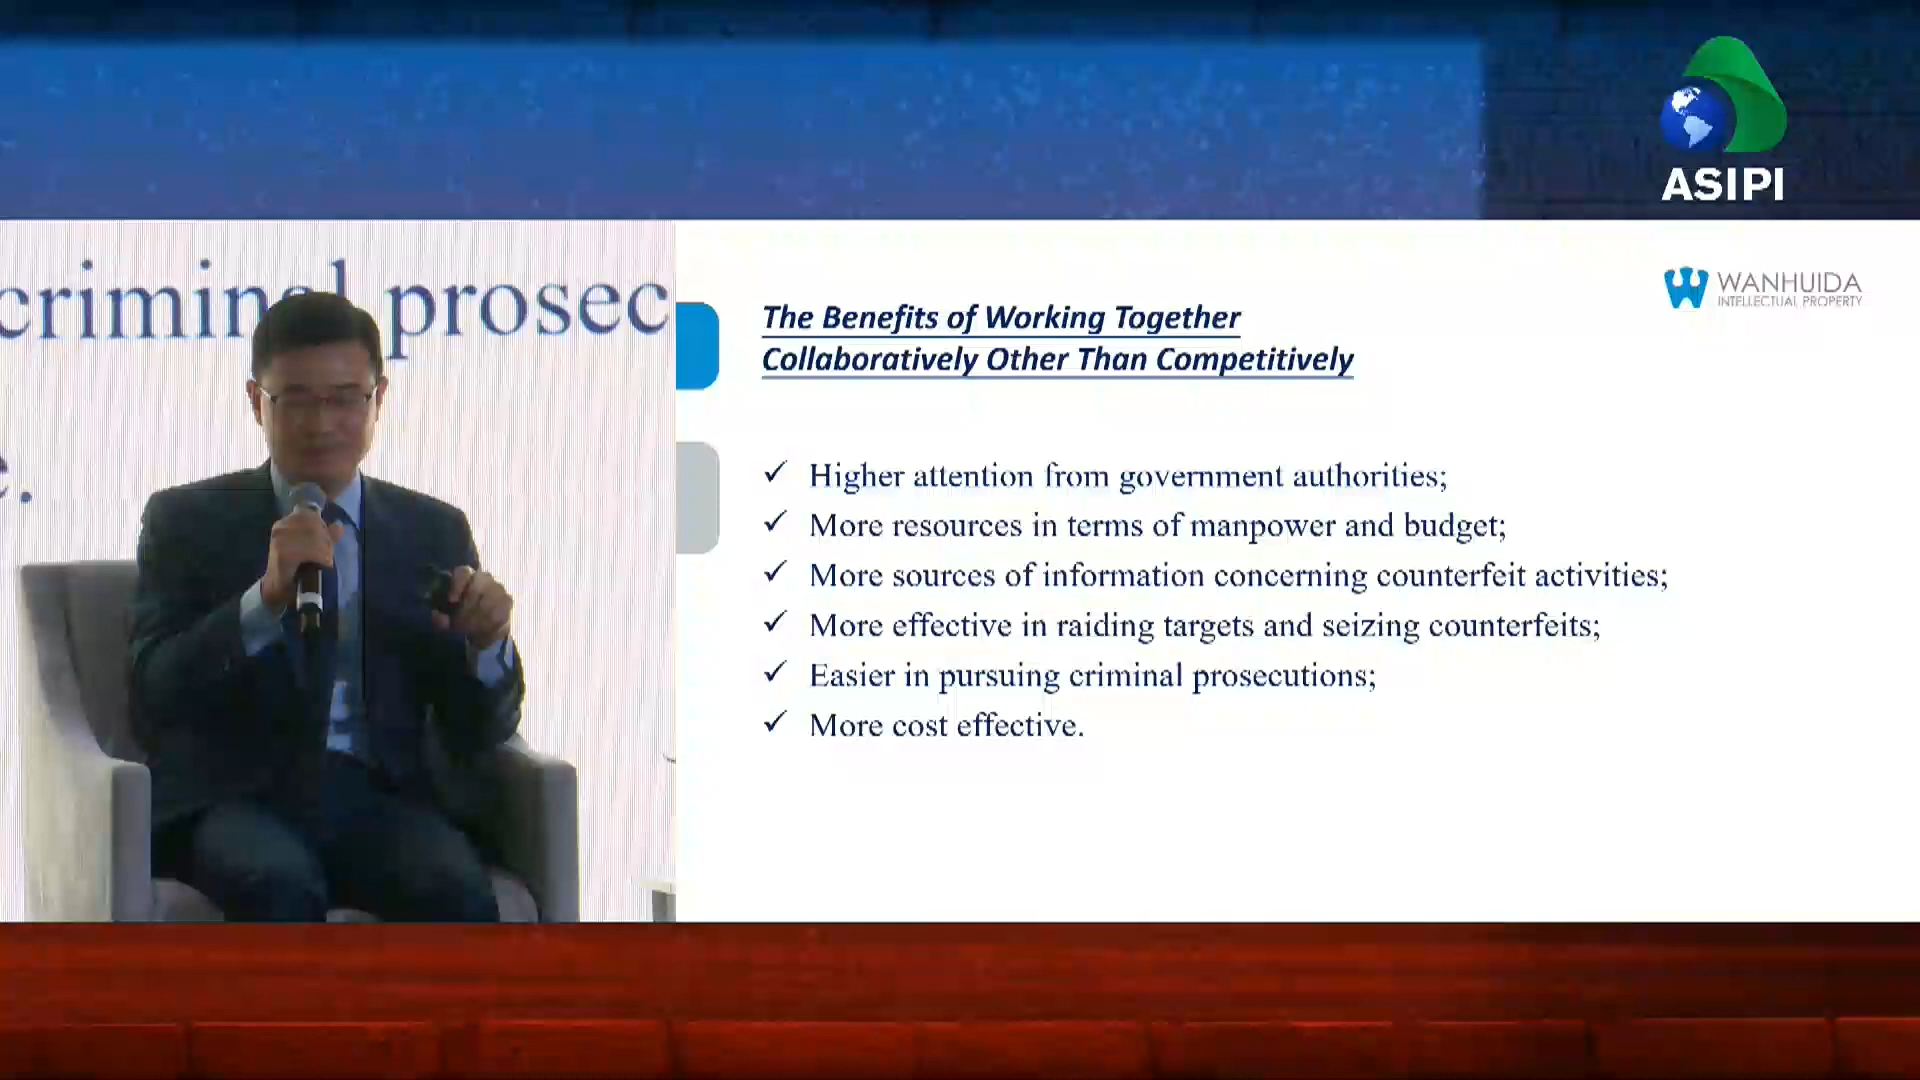 ASIPI
criminal prosec
e.
WANHUIDA
INTELLECTUAL PROPERTY
The Benefits of Working Together
Collaboratively Other Than Competitively
✓ Higher attention from government authorities;
✓ More resources in terms of manpower and budget;
✓ More sources of information concerning counterfeit activities;
✓ More effective in raiding targets and seizing counterfeits;
✓ Easier in pursuing criminal prosecutions;
✓ More cost effective.